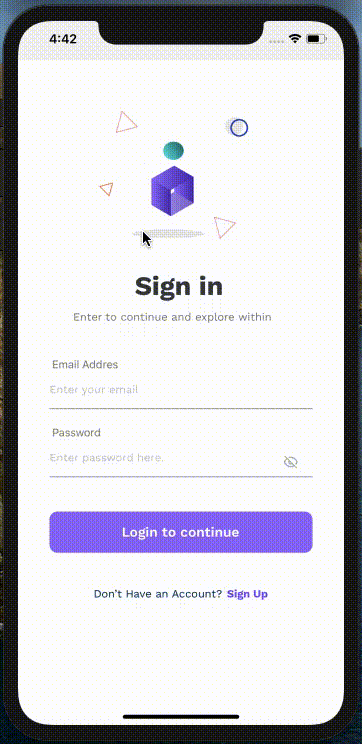 4:42
Sign in
Enter to continue and explore within
Email Addres
Enter your email
Password
Enter password here.
Login to continue
Don't Have an Account? Sign Up